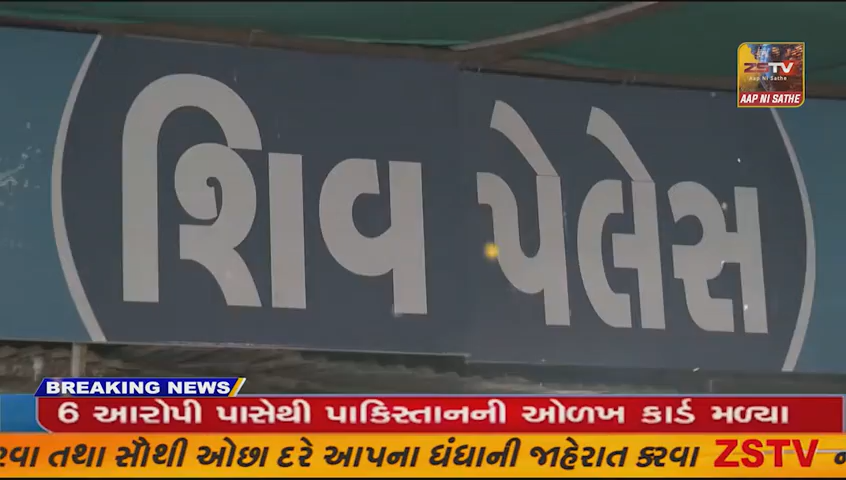 ZSTV
Aap Ni Sathe
AAP NI SATHE
શિવ પેલેસ
BREAKING NEWS
6 આરોપી પાસેથી પાકિસ્તાનની ઓળખ કાર્ડ મળ્યા
તથા સૌથી ઓછા દરે આપના ધંધાની જાહેરાત કરવા ZSTV